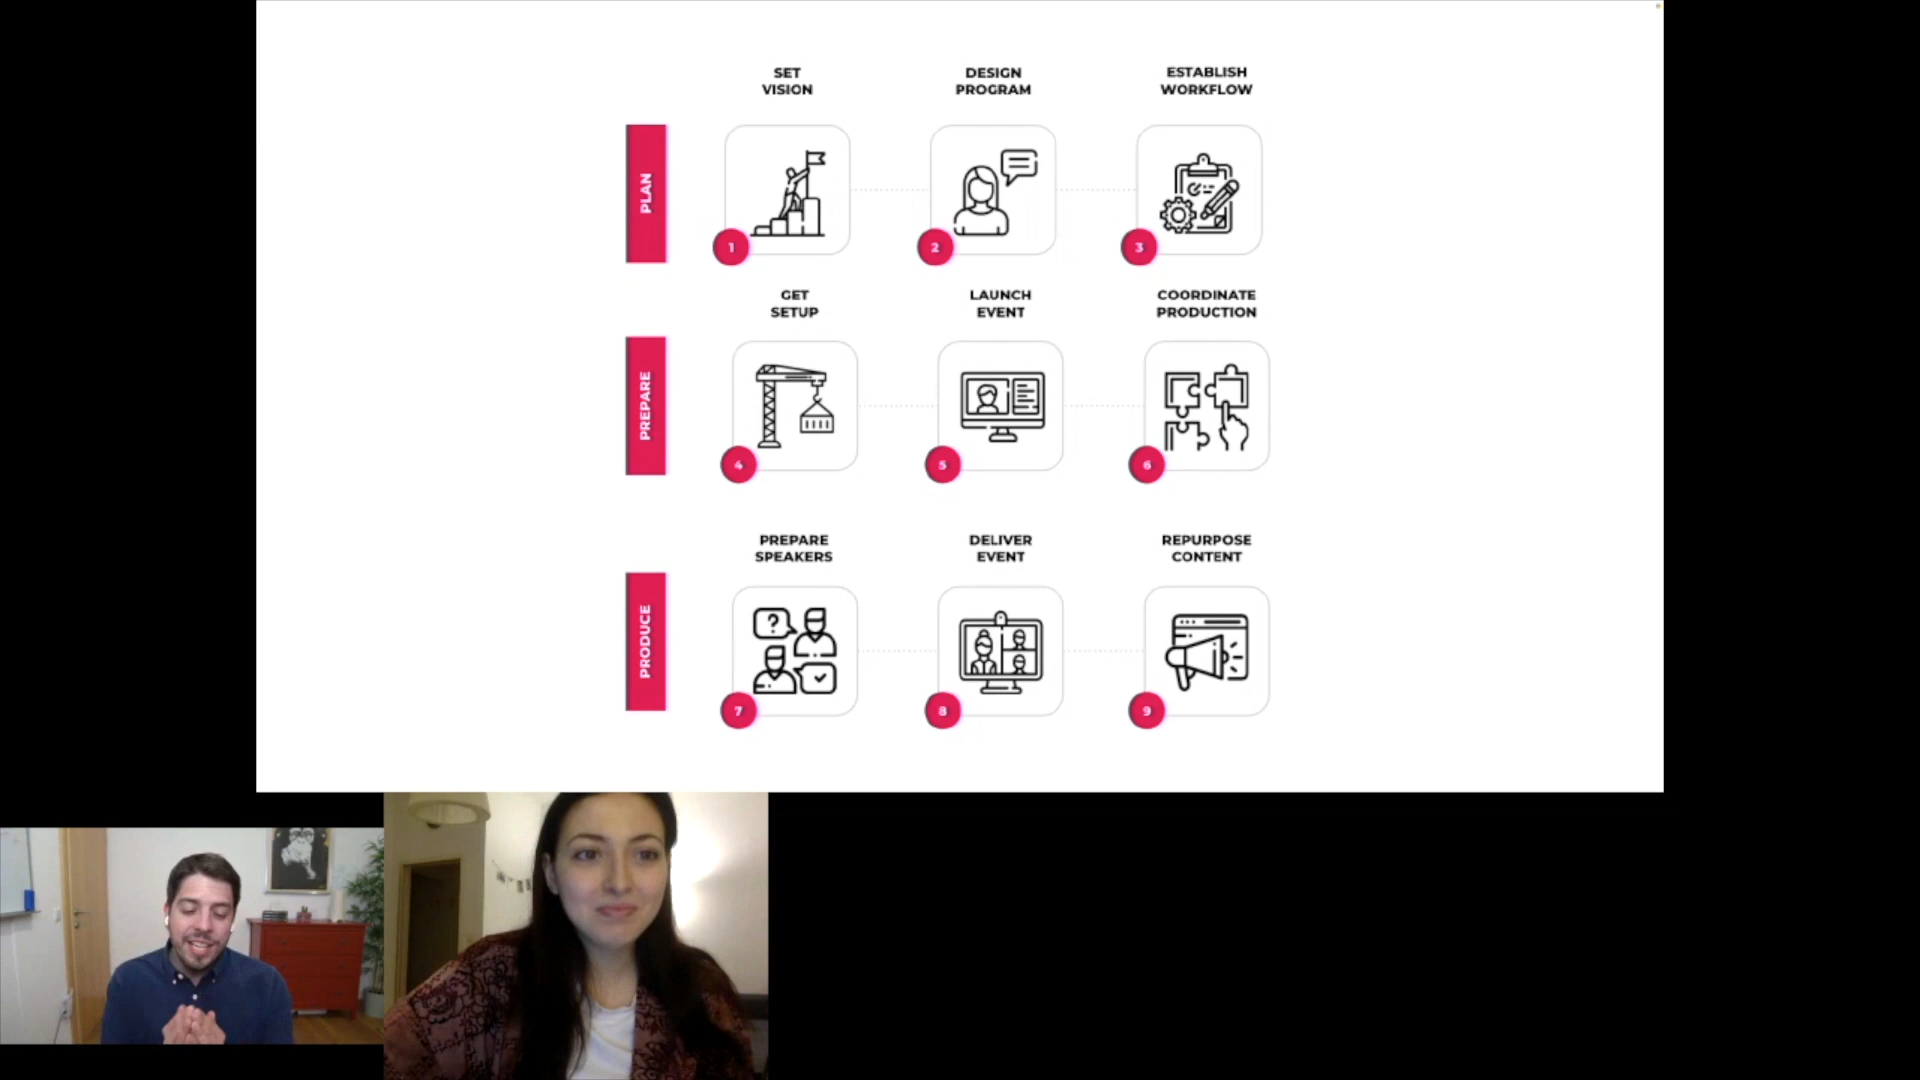 SET
VISION
DESIGN
PROGRAM
ESTABLISH
WORKFLOW
PLAN
1
2
3
GET
SETUP
LAUNCH
EVENT
COORDINATE
PRODUCTION
PREPARE
?
4
5
6
PREPARE
SPEAKERS
DELIVER
EVENT
REPURPOSE
CONTENT
PRODUCE
7
8
9